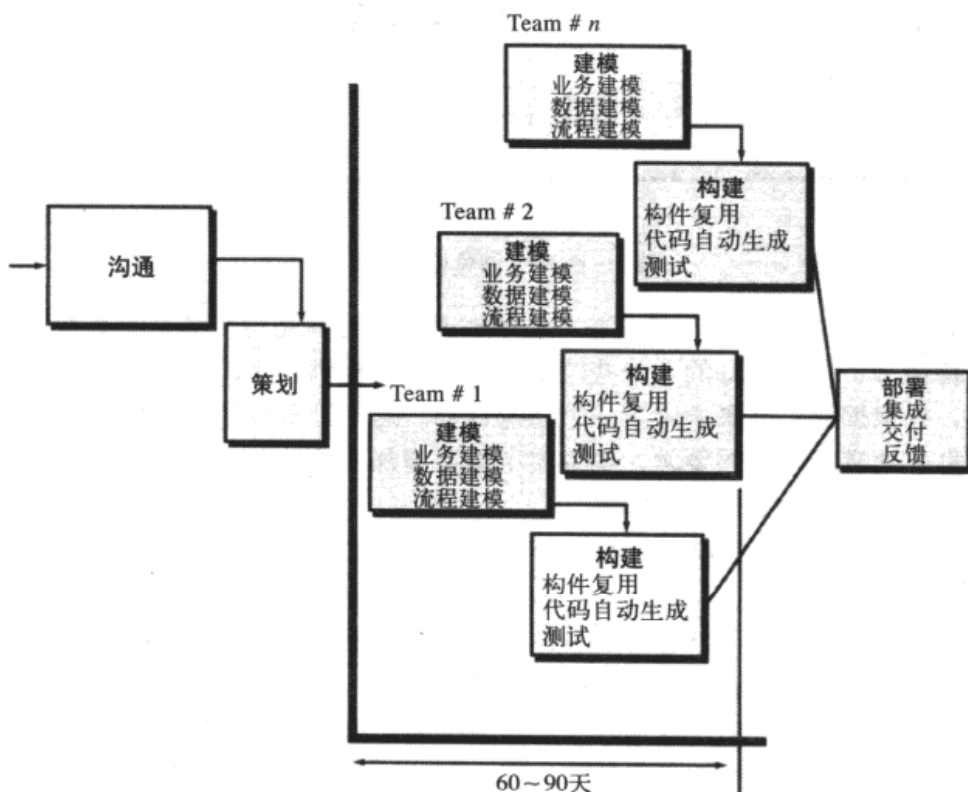 Team # n
建模
业务建模
数据建模
流程建模
构建
构件复用
代码自动生成
测试
Team # 2
建模
业务建模
数据建模
流程建模
构建
构件复用
代码自动生成
测试
Team # 1
建模
业务建模
数据建模
流程建模
构建
构件复用
代码自动生成
测试
沟通
策划
部署
集成
交付
反馈
60～90天